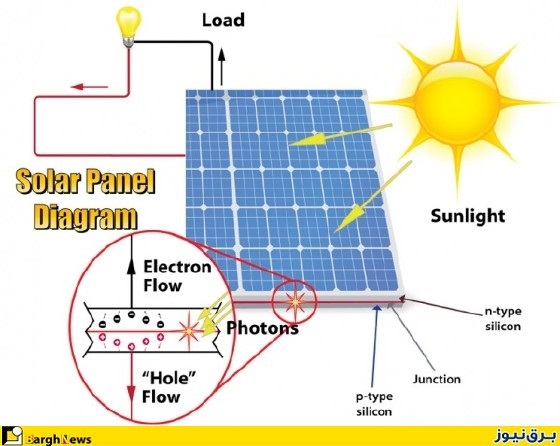 Load
Solar Panel
Diagram
Sunlight
Electron
Flow
Photons
"Hole"
Flow
n-type
silicon
Junction
p-type
silicon
Bargh News
برق‌نیوز